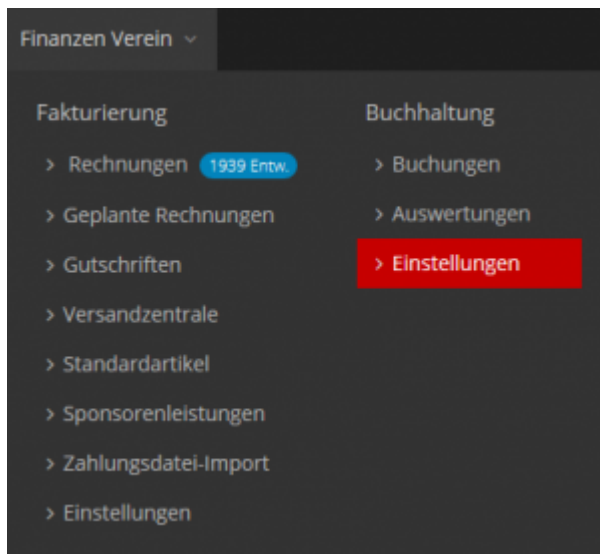 Finanzen Verein
Fakturierung
Rechnungen 1939 Entw.
Geplante Rechnungen
Gutschriften
Versandzentrale
Standardartikel
Sponsorenleistungen
Zahlungsdatei-Import
Einstellungen
Buchhaltung
Buchungen
Auswertungen
Einstellungen